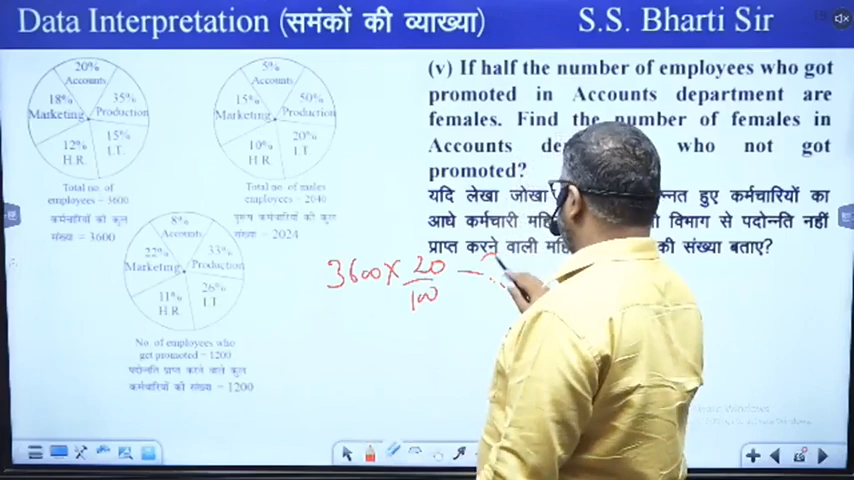 Data Interpretation (समंकों की व्याख्या)
S.S. Bharti Sir
20%
Accounts
18%
Marketing
35%
Production
15%
I.T.
12%
H.R.
Total no. of
employees = 3600
कर्मचारियों की कुल
संख्या = 3600
5%
Accounts
15%
Marketing
50%
Production
20%
I.T.
10%
H.R
Total no of males
employees = 2040
पुरुष कर्मचारियों की कुल
संख्या = 2024
8%
Accounts
22%
Marketing
33%
Production
26%
I.T
11%
H.R
No. of employees who
get promoted = 1200
पदोन्नति प्राप्त करने वाले कुल
कर्मचारियों की संख्या = 1200
(v) If half the number of employees who got
promoted in Accounts department are
females. Find the number of females in
Accounts who not got
promoted?
यदि लेखा जोखा हुए कर्मचारियों का
आधे कर्मचारी विभाग से पदोन्नति नहीं
प्राप्त करने वाली की संख्या बताए?
3600 × 20
100